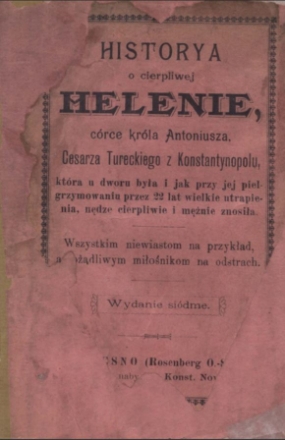 HISTORYA
o cierpliwej
HELENIE,
córce króla Antoniusza,
Cesarza Tureckiego z Konstantynopolu,
która u dworu była i jak przy jej piel-
grzymowaniu przez 22 lat wielkie utrapie-
nia, nędze cierpliwie i mężnie znosiła.
Wszystkim niewiastom na przykład,
miłośnikom na odstrach.
Wydanie siódme.
(Rosenberg O.-
Konst. Nov